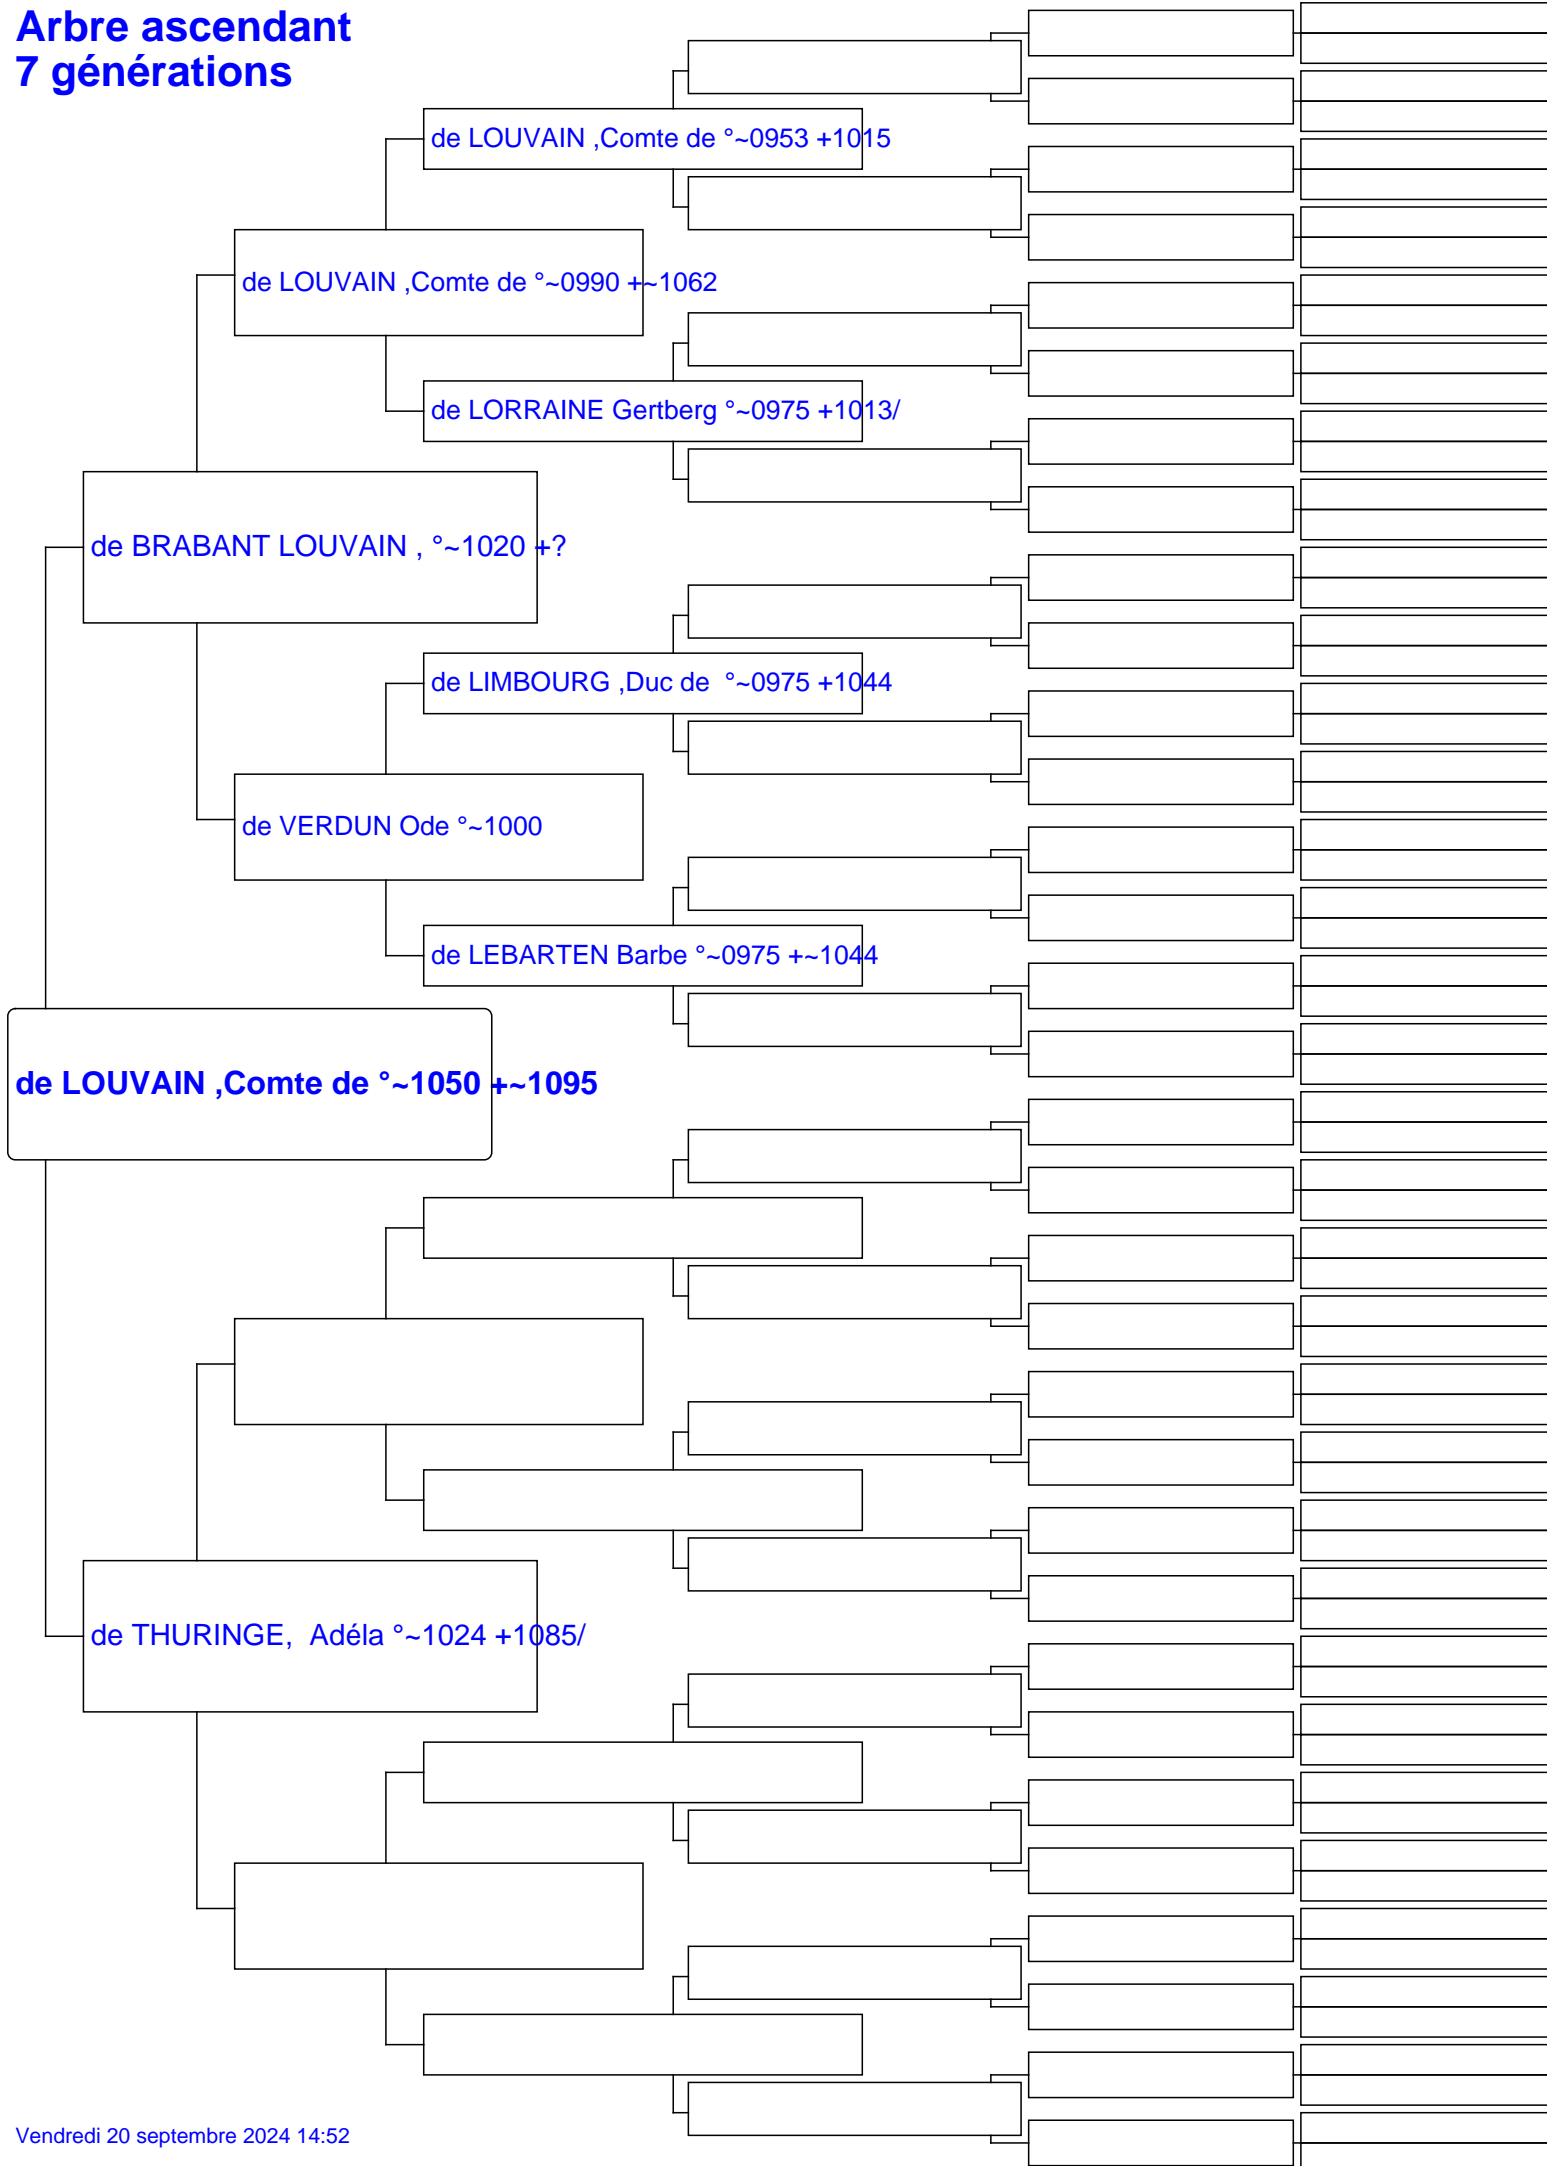 Arbre ascendant
7 générations
de LOUVAIN ,Comte de °~0953 +1015
de LOUVAIN ,Comte de °~0990 +~1062
de LORRAINE Gertberg °~0975 +1013/
de BRABANT LOUVAIN , °~1020 +?
de LIMBOURG ,Duc de  °~0975 +1044
de VERDUN Ode °~1000
de LEBARTEN Barbe °~0975 +~1044
de LOUVAIN ,Comte de °~1050 +~1095
de THURINGE,  Adéla °~1024 +1085/
Vendredi 20 septembre 2024 14:52